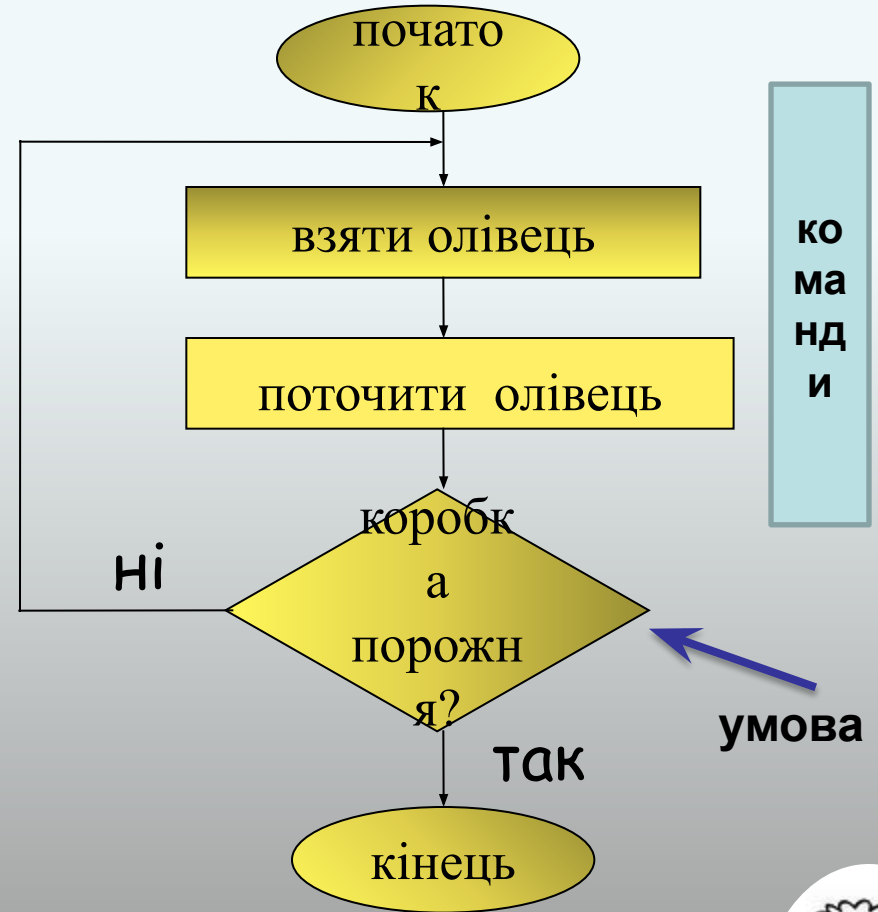 почато
к
взяти олівець
поточити  олівець
ко
ма
нд
и
коробк
а
порожн
я?
ні
умова
так
кінець